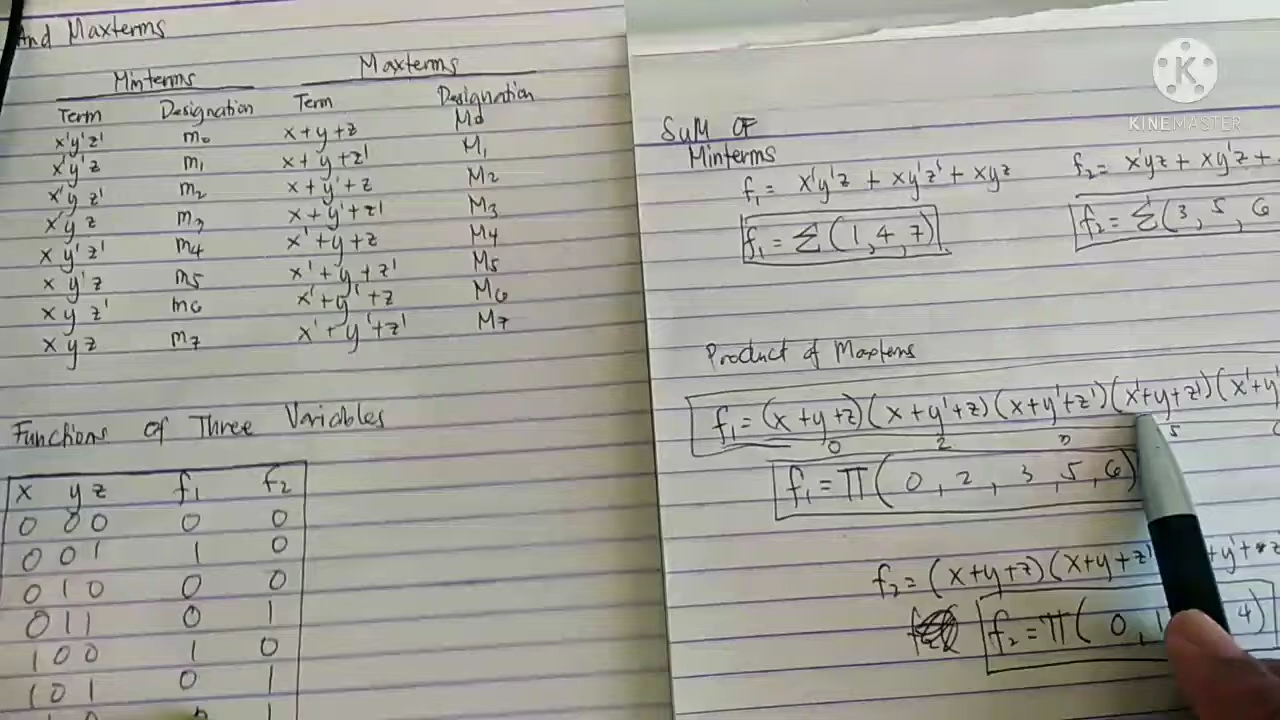 And Maxterms
Minterms Maxterms
Term Designation Term Designation
x'y'z' m0 x+y+z M0
x'y'z m1 x+y+z' M1
x'y z' m2 x+y'+z M2
x'y z m3 x+y'+z' M3
x y'z' m4 x'+y+z M4
x y'z m5 x'+y+z' M5
x y z' m6 x'+y'+z M6
x y z m7 x'+y'+z' M7
Functions of Three Variables
x y z f1 f2
0 0 0 0 0
0 0 1 1 0
0 1 0 0 0
0 1 1 0 1
1 0 0 1 0
1 0 1 0 1
KINEMASTER
SUM OF
Minterms
f1 = x'y'z + xy'z' + xyz
f1 = Σ(1,4,7)
f2 = x'yz + xy'z +
f2 = Σ(3, 5, 6
Product of Maxterms
f1 = (x+y+z)(x+y'+z)(x+y'+z')(x'+y+z')(x'+y'
0 2 3 5
f1 = Π(0, 2, 3, 5, 6)
f2 = (x+y+z)(x+y+z' +y'+z
f2 = Π(0, 1 4)